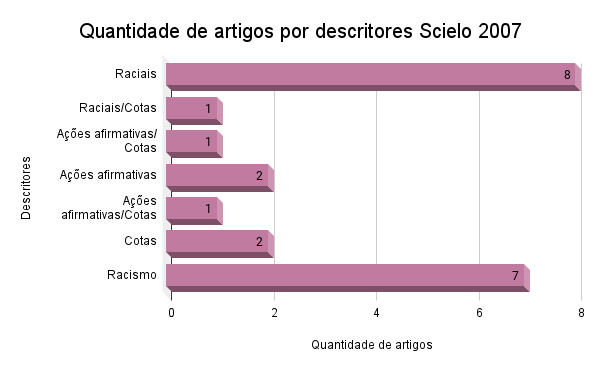 Quantidade de artigos por descritores Scielo 2007
Descritores
Raciais
8
Raciais/Cotas
1
Ações afirmativas/
Cotas
1
Ações afirmativas
2
Ações
afirmativas/Cotas
1
Cotas
2
Racismo
7
0
2
4
6
8
Quantidade de artigos